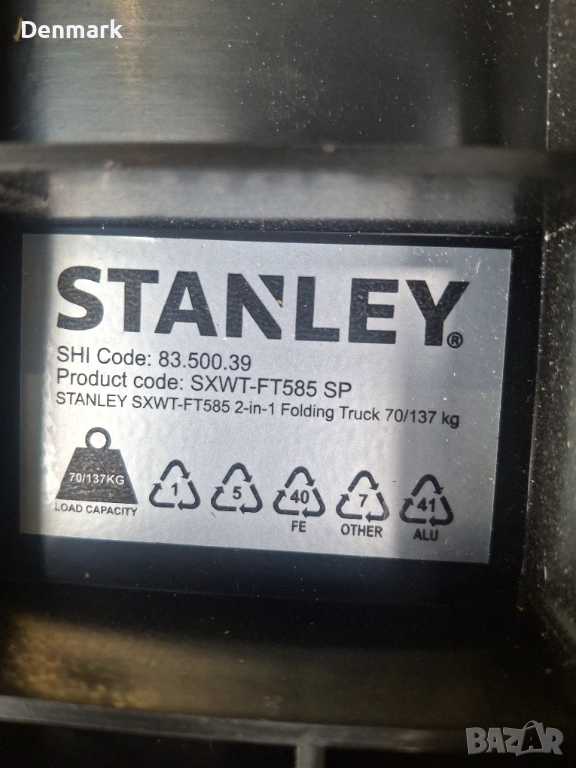 Denmark
STANLEY®
SHI Code: 83.500.39
Product code: SXWT-FT585 SP
STANLEY SXWT-FT585 2-in-1 Folding Truck 70/137 kg
70/137KG
LOAD CAPACITY
1
5
40
FE
7
OTHER
41
ALU
BAZAR